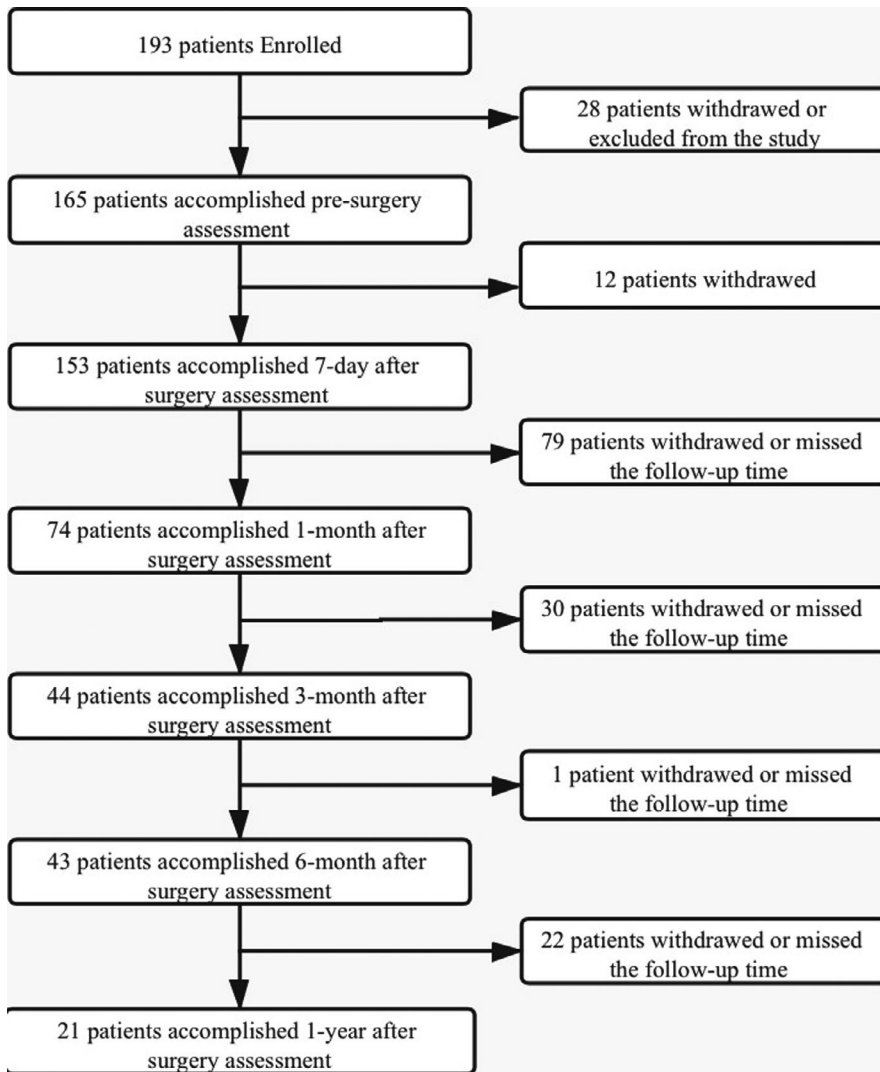 193 patients Enrolled
28 patients withdrawed or
excluded from the study
165 patients accomplished pre-surgery
assessment
12 patients withdrawed
153 patients accomplished 7-day after
surgery assessment
79 patients withdrawed or missed
the follow-up time
74 patients accomplished 1-month after
surgery assessment
30 patients withdrawed or missed
the follow-up time
44 patients accomplished 3-month after
surgery assessment
1 patient withdrawed or missed
the follow-up time
43 patients accomplished 6-month after
surgery assessment
22 patients withdrawed or missed
the follow-up time
21 patients accomplished 1-year after
surgery assessment